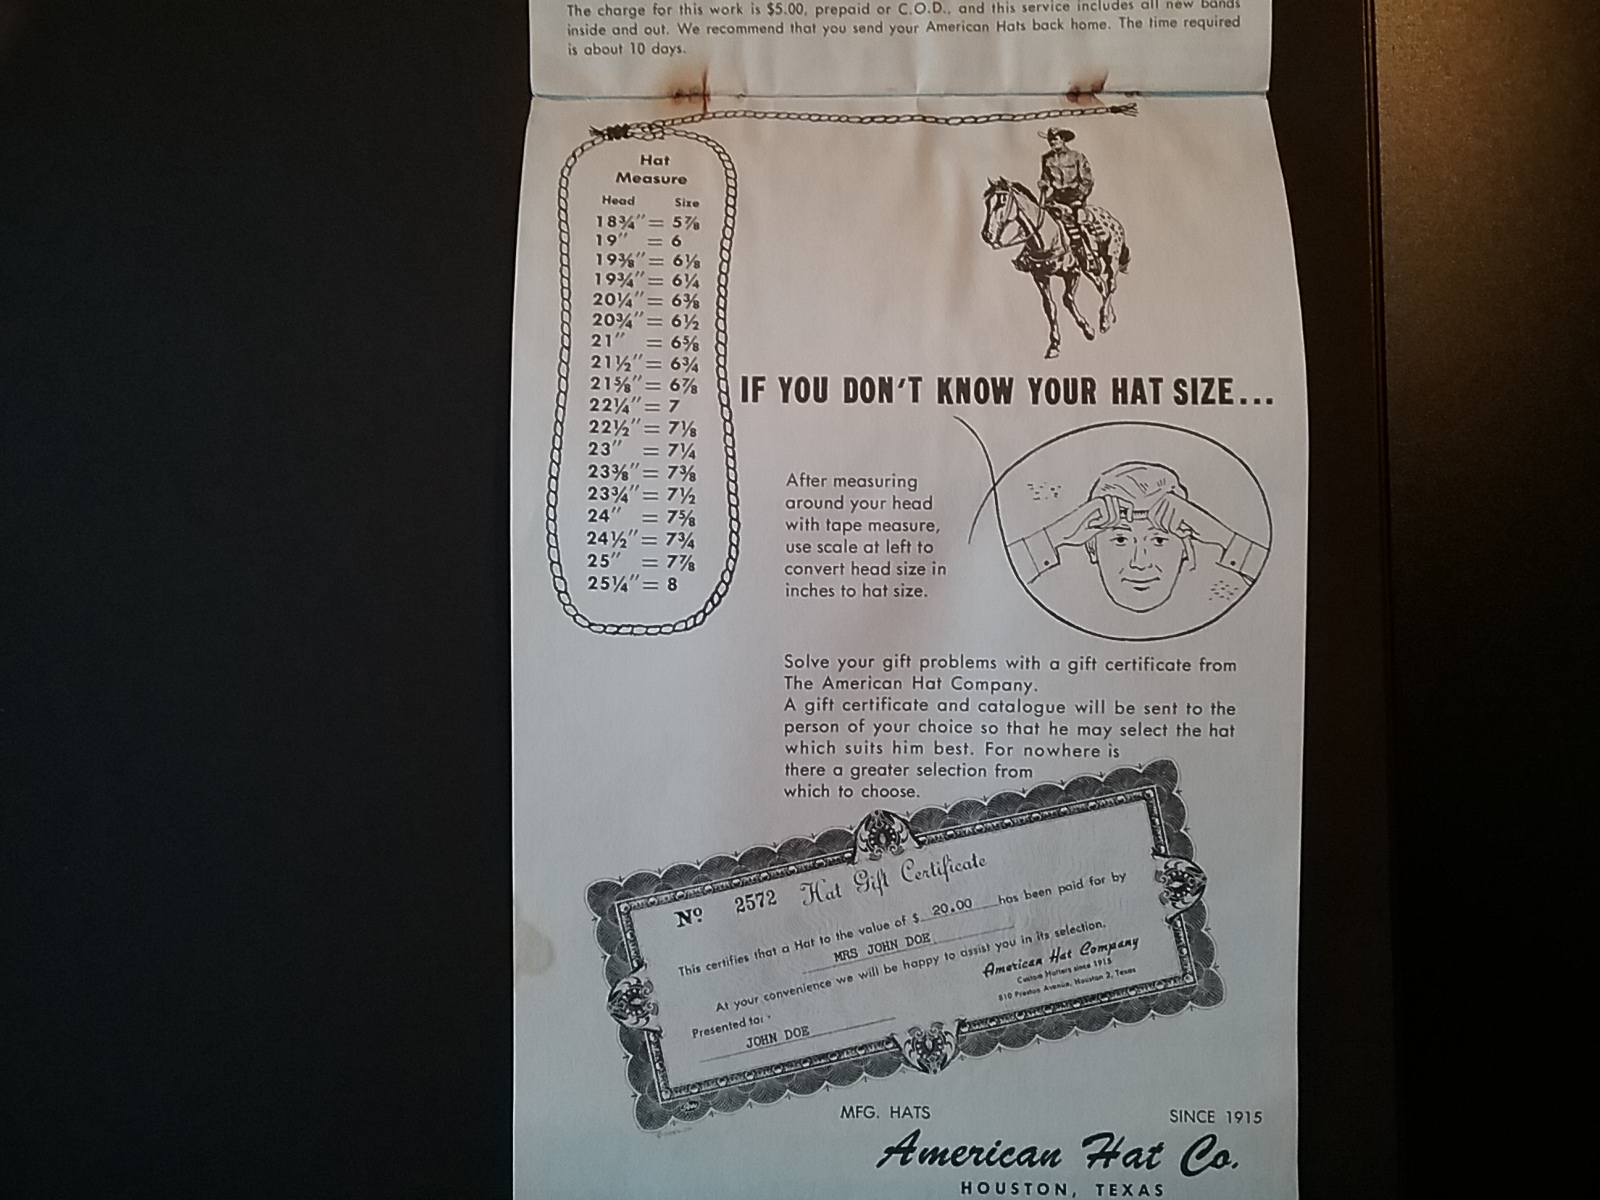 The charge for this work is $5.00, prepaid or C.O.D., and this service includes all new bands
inside and out. We recommend that you send your American Hats back home. The time required
is about 10 days.
Hat
Measure
Head Size
18¾" = 5⅞
19" = 6
19⅜" = 6⅛
19¾" = 6¼
20¼" = 6⅜
20¾" = 6½
21" = 6⅝
21½" = 6¾
21⅝" = 6⅞
22¼" = 7
22½" = 7⅛
23" = 7¼
23⅜" = 7⅜
23¾" = 7½
24" = 7⅝
24½" = 7¾
25" = 7⅞
25¼" = 8
IF YOU DON'T KNOW YOUR HAT SIZE...
After measuring
around your head
with tape measure,
use scale at left to
convert head size in
inches to hat size.
Solve your gift problems with a gift certificate from
The American Hat Company.
A gift certificate and catalogue will be sent to the
person of your choice so that he may select the hat
which suits him best. For nowhere is
there a greater selection from
which to choose.
Nº 2572 Hat Gift Certificate
This certifies that a Hat to the value of $ 20.00 has been paid for by
MRS JOHN DOE
At your convenience we will be happy to assist you in its selection.
American Hat Company
Custom Hatters since 1915
810 Preston Avenue, Houston 2, Texas
Presented to:
JOHN DOE
MFG. HATS SINCE 1915
American Hat Co.
HOUSTON, TEXAS